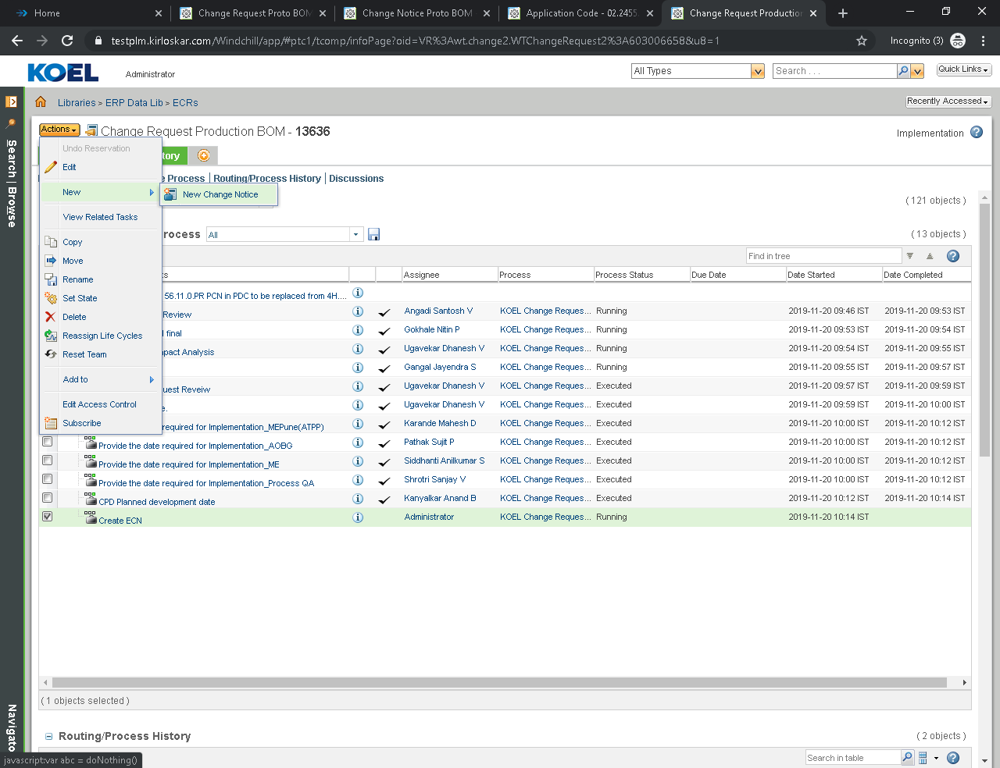 Home
Change Request Proto BOM
Change Notice Proto BOM
Application Code - 02.2455
Change Request Production
testplm.kirloskar.com/Windchill/app/#ptc1/tcomp/infoPage?oid=VR%3Awt.change2.WTChangeRequest2%3A603006658&u8=1
Incognito (3)
KOEL
Administrator
All Types
Search . . .
Quick Links
Libraries > ERP Data Lib > ECRs
Recently Accessed
Search | Browse
Actions
Change Request Production BOM - 13636
Implementation
tory
e Process | Routing/Process History | Discussions
( 121 objects )
Undo Reservation
Edit
New
New Change Notice
View Related Tasks
Copy
Move
Rename
Set State
Delete
Reassign Life Cycles
Reset Team
Add to
Edit Access Control
Subscribe
rocess
All
( 13 objects )
Find in tree
ts Assignee Process Process Status Due Date Date Started Date Completed
56.11.0.PR PCN in PDC to be replaced from 4H....
Review Angadi Santosh V KOEL Change Reques... Running 2019-11-20 09:46 IST 2019-11-20 09:53 IST
l final Gokhale Nitin P KOEL Change Reques... Running 2019-11-20 09:53 IST 2019-11-20 09:54 IST
npact Analysis Ugavekar Dhanesh V KOEL Change Reques... Running 2019-11-20 09:54 IST 2019-11-20 09:55 IST
Gangal Jayendra S KOEL Change Reques... Running 2019-11-20 09:55 IST 2019-11-20 09:57 IST
uest Reveiw Ugavekar Dhanesh V KOEL Change Reques... Executed 2019-11-20 09:57 IST 2019-11-20 09:59 IST
e. Ugavekar Dhanesh V KOEL Change Reques... Executed 2019-11-20 09:59 IST 2019-11-20 10:00 IST
required for Implementation_MEPune(ATPP) Karande Mahesh D KOEL Change Reques... Executed 2019-11-20 10:00 IST 2019-11-20 10:12 IST
Provide the date required for Implementation_AOBG Pathak Sujit P KOEL Change Reques... Executed 2019-11-20 10:00 IST 2019-11-20 10:12 IST
Provide the date required for Implementation_ME Siddhanti Anilkumar S KOEL Change Reques... Executed 2019-11-20 10:00 IST 2019-11-20 10:12 IST
Provide the date required for Implementation_Process QA Shrotri Sanjay V KOEL Change Reques... Executed 2019-11-20 10:00 IST 2019-11-20 10:12 IST
CPD Planned development date Kanyalkar Anand B KOEL Change Reques... Executed 2019-11-20 10:12 IST 2019-11-20 10:14 IST
Create ECN Administrator KOEL Change Reques... Running 2019-11-20 10:14 IST
( 1 objects selected )
Navigato
Routing/Process History
( 2 objects )
Search in table
javascript:var abc = doNothing()